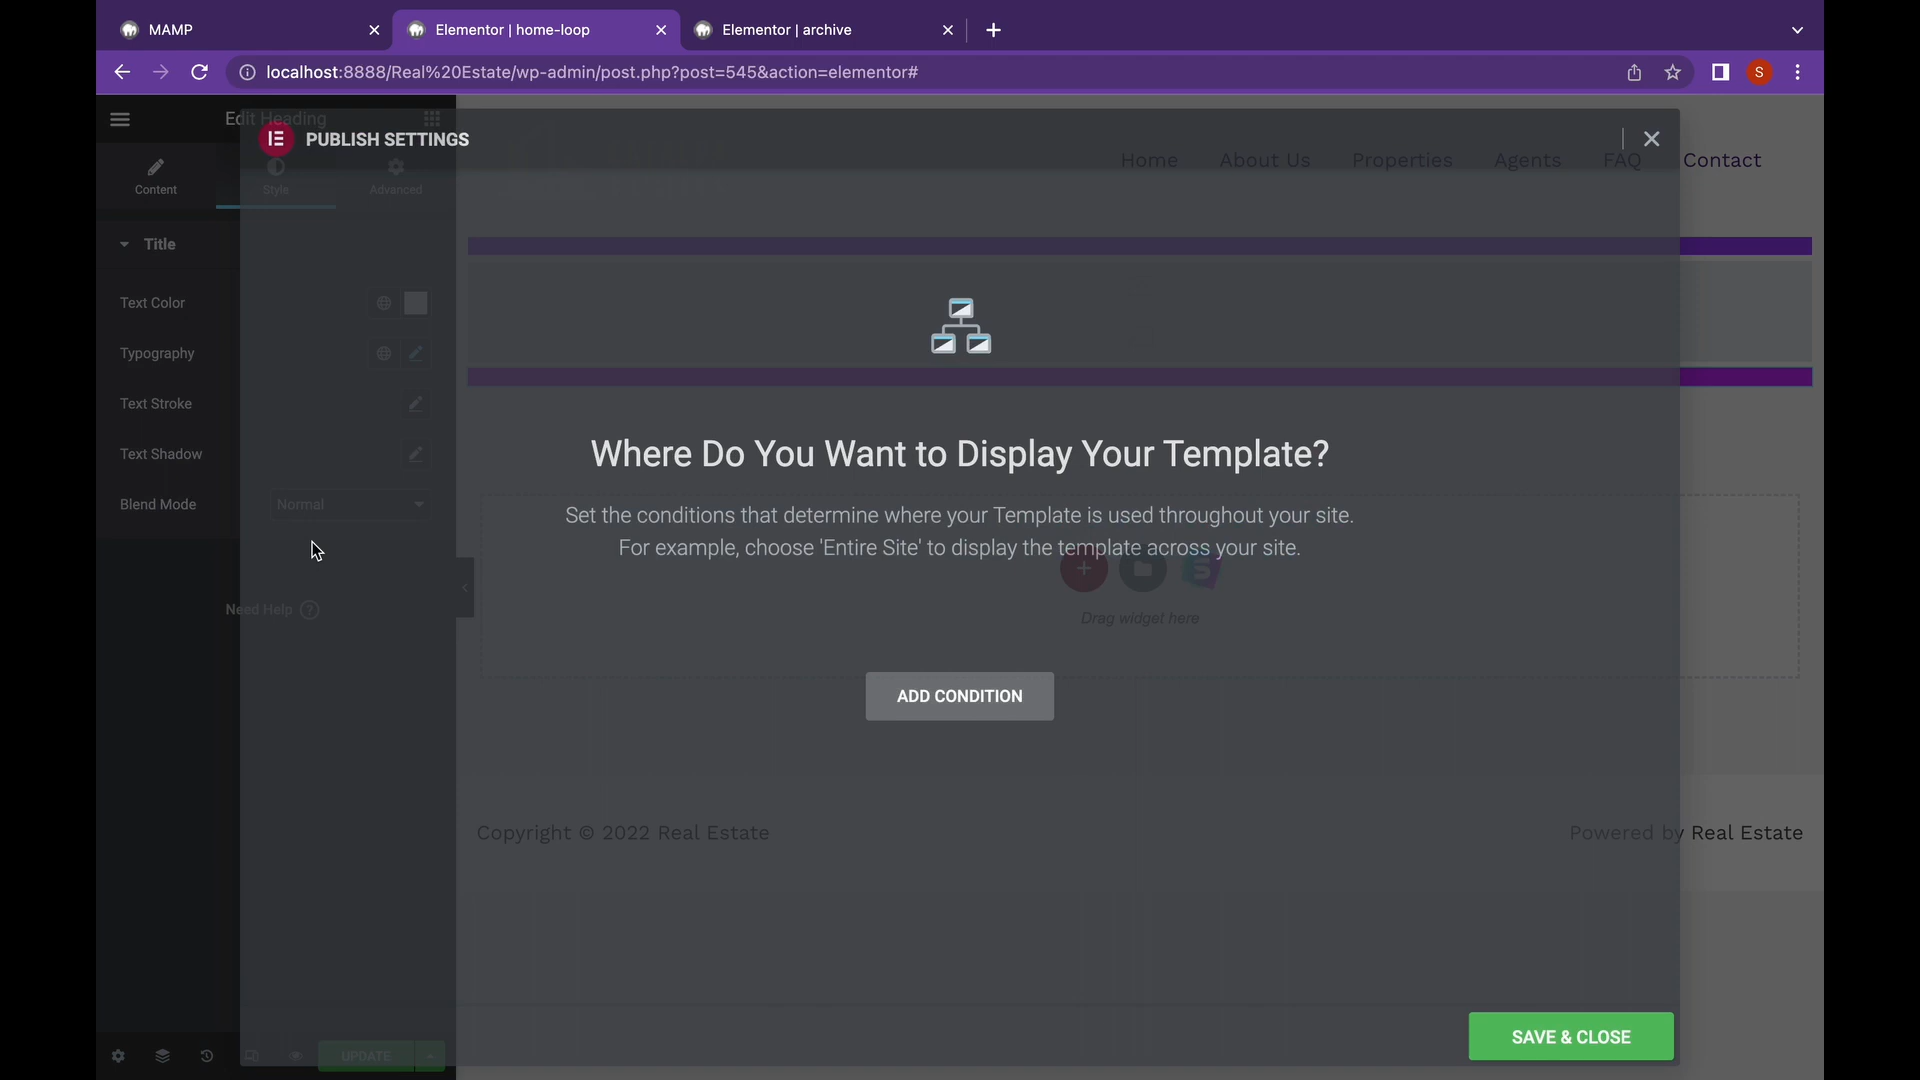 MAMP
Elementor | home-loop
Elementor | archive
localhost:8888/Real%20Estate/wp-admin/post.php?post=545&action=elementor#
S
Edit Heading
PUBLISH SETTINGS
Home About Us Properties Agents FAQ Contact
Content
Style
Advanced
Title
Text Color
Typography
Text Stroke
Text Shadow
Blend Mode
Normal
Need Help ?
Where Do You Want to Display Your Template?
Set the conditions that determine where your Template is used throughout your site.
For example, choose 'Entire Site' to display the template across your site.
Drag widget here
ADD CONDITION
Copyright © 2022 Real Estate
Powered by Real Estate
UPDATE
SAVE & CLOSE